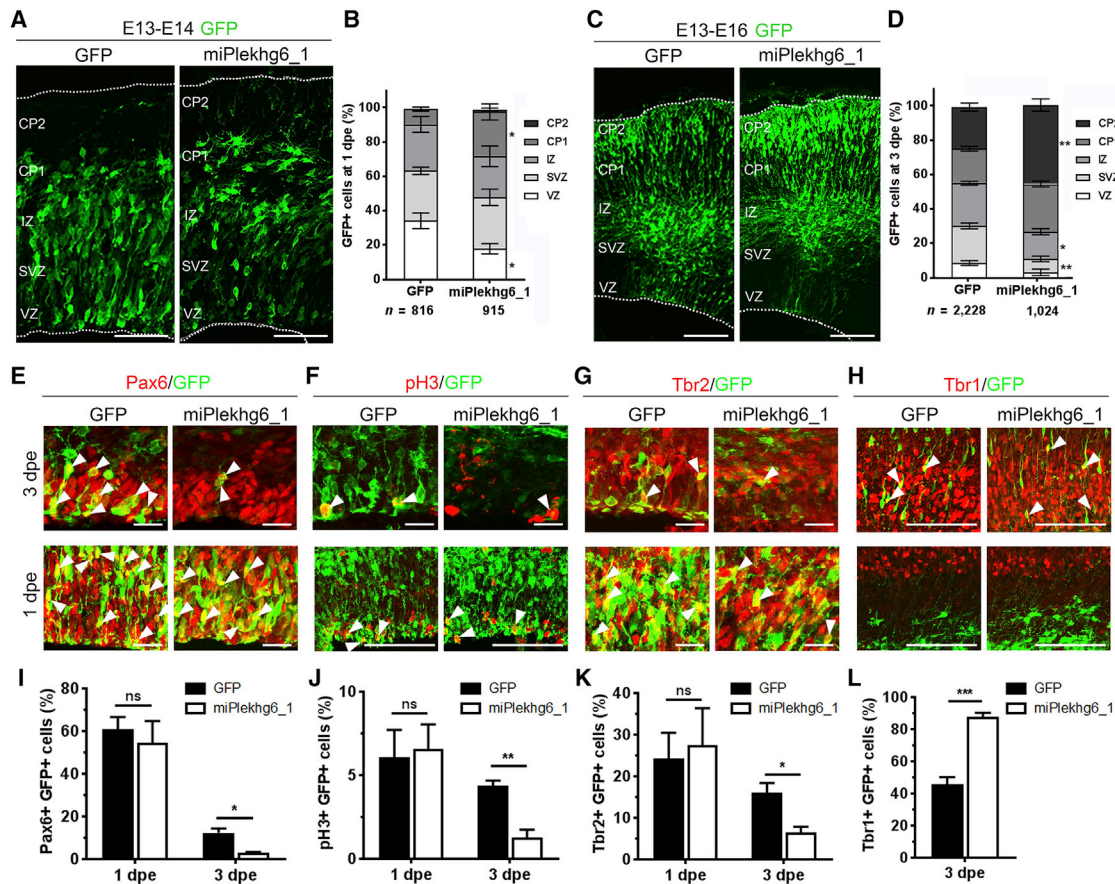 A
E13-E14 GFP
GFP
miPlekhg6_1
CP2
CP1
IZ
SVZ
VZ
B
GFP+ cells at 1 dpe (%)
100
80
60
40
20
0
*
*
CP2
CP1
IZ
SVZ
VZ
GFP
miPlekhg6_1
n = 816
915
C
E13-E16 GFP
GFP
miPlekhg6_1
CP2
CP1
IZ
SVZ
VZ
D
GFP+ cells at 3 dpe (%)
100
80
60
40
20
0
**
*
**
CP2
CP1
IZ
SVZ
VZ
GFP
miPlekhg6_1
n = 2,228
1,024
E
Pax6/GFP
GFP
miPlekhg6_1
F
pH3/GFP
GFP
miPlekhg6_1
G
Tbr2/GFP
GFP
miPlekhg6_1
H
Tbr1/GFP
GFP
miPlekhg6_1
3 dpe
1 dpe
I
Pax6+ GFP+ cells (%)
80
60
40
20
0
ns
*
GFP
miPlekhg6_1
1 dpe
3 dpe
J
pH3+ GFP+ cells (%)
10
5
0
ns
**
GFP
miPlekhg6_1
1 dpe
3 dpe
K
Tbr2+ GFP+ cells (%)
40
30
20
10
0
ns
*
GFP
miPlekhg6_1
1 dpe
3 dpe
L
Tbr1+ GFP+ cells (%)
100
80
60
40
20
0
***
GFP
miPlekhg6_1
3 dpe